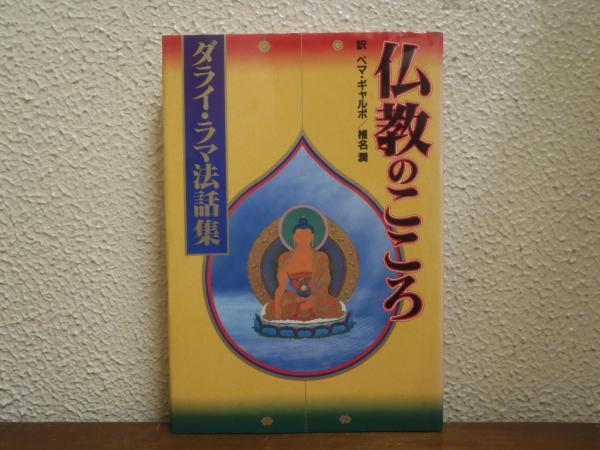 仏教のこころ
訳 ペマ・ギャルポ/椎名 潤
ダライ・ラマ法話集